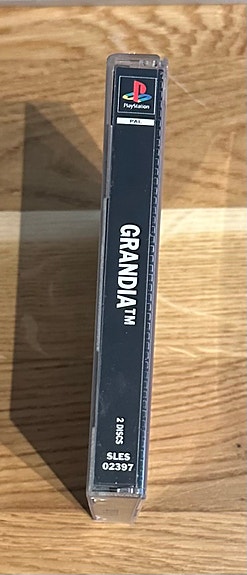 PlayStation
PAL
GRANDIA™
2 DISCS
SLES
02397